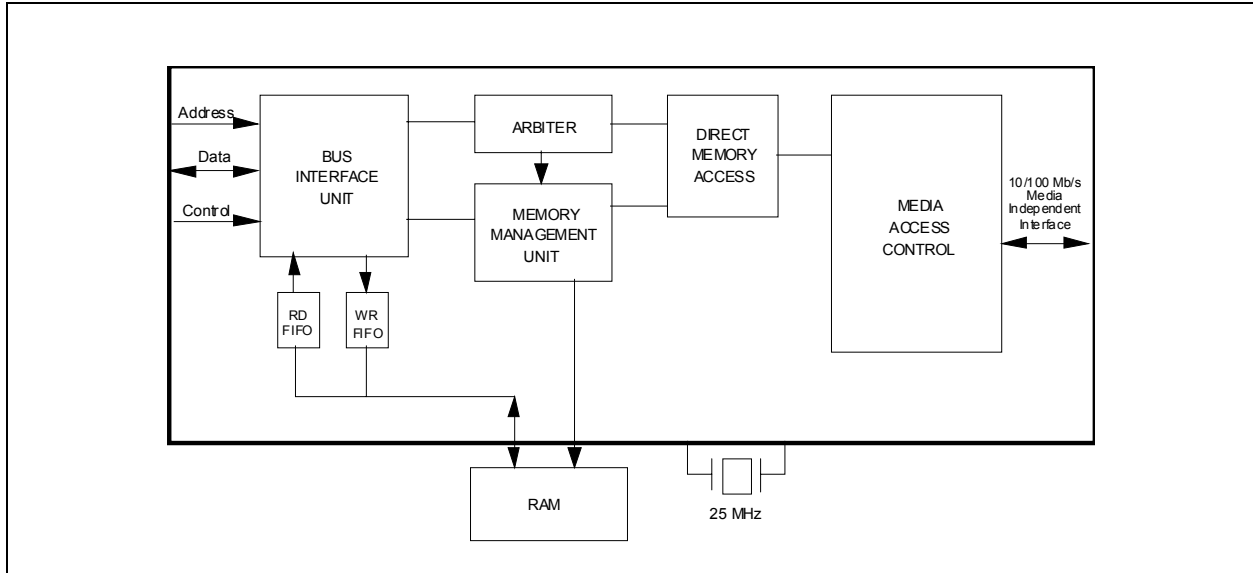 Address
Data
Control
BUS
INTERFACE
UNIT
RD
FIFO
WR
FIFO
ARBITER
MEMORY
MANAGEMENT
UNIT
DIRECT
MEMORY
ACCESS
MEDIA
ACCESS
CONTROL
10/100 Mb/s
Media
Independent
Interface
RAM
25 MHz